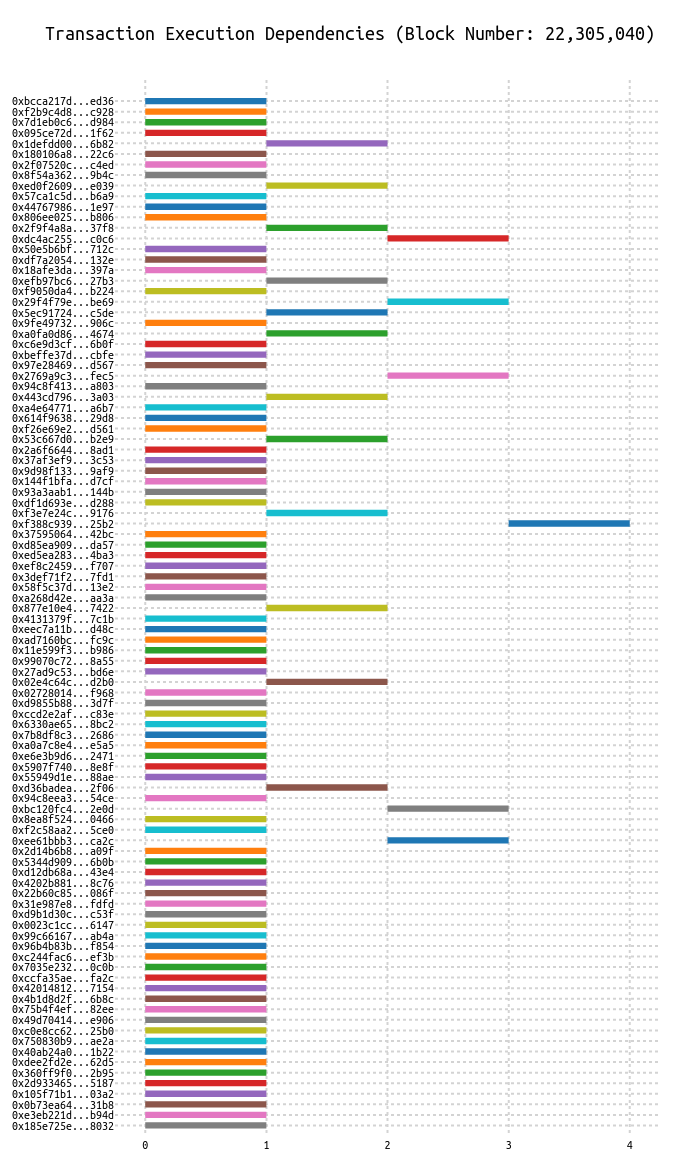 Transaction Execution Dependencies (Block Number: 22,305,040)
0xbcca217d...ed36
0xf2b9c4d8...c928
0x7d1eb0c6...d984
0x095ce72d...1f62
0x1defdd00...6b82
0x180106a8...22c6
0x2f07520c...c4ed
0x8f54a362...9b4c
0xed0f2609...e039
0x57ca1c5d...b6a9
0x44767986...1e97
0x806ee025...b806
0x2f9f4a8a...37f8
0xdc4ac255...c0c6
0x50e5b6bf...712c
0xdf7a2054...132e
0x18afe3da...397a
0xefb97bc6...27b3
0xf9050da4...b224
0x29f4f79e...be69
0x5ec91724...c5de
0x9fe49732...906c
0xa0fa0d86...4674
0xc6e9d3cf...6b0f
0xbeffe37d...cbfe
0x97e28469...d567
0x2769a9c3...fec5
0x94c8f413...a803
0x443cd796...3a03
0xa4e64771...a6b7
0x614f9638...29d8
0xf26e69e2...d561
0x53c667d0...b2e9
0x2a6f6644...8ad1
0x37af3ef9...3c53
0x9d98f133...9af9
0x144f1bfa...d7cf
0x93a3aab1...144b
0xdf1d693e...d288
0xf3e7e24c...9176
0xf388c939...25b2
0x37595064...42bc
0xd85ea909...da57
0xed5ea283...4ba3
0xef8c2459...f707
0x3def71f2...7fd1
0x58f5c37d...13e2
0xa268d42e...aa3a
0x877e10e4...7422
0x4131379f...7c1b
0xeec7a11b...d48c
0xad7160bc...fc9c
0x11e599f3...b986
0x99070c72...8a55
0x27ad9c53...bd6e
0x02e4c64c...d2b0
0x02728014...f968
0xd9855b88...3d7f
0xccd2e2af...c83e
0x6330ae65...8bc2
0x7b8df8c3...2686
0xa0a7c8e4...e5a5
0xe6e3b9d6...2471
0x5907f740...8e8f
0x55949d1e...88ae
0xd36badea...2f06
0x94c8eea3...54ce
0xbc120fc4...2e0d
0x8ea8f524...0466
0xf2c58aa2...5ce0
0xee61bbb3...ca2c
0x2d14b6b8...a09f
0x5344d909...6b0b
0xd12db68a...43e4
0x4202b881...8c76
0x22b60c85...086f
0x31e987e8...fdfd
0xd9b1d30c...c53f
0x0023c1cc...6147
0x99c66167...ab4a
0x96b4b83b...f854
0xc244fac6...ef3b
0x7035e232...0c0b
0xccfa35ae...fa2c
0x42014812...7154
0x4b1d8d2f...6b8c
0x75b4f4ef...82ee
0x49d70414...e906
0xc0e8cc62...25b0
0x750830b9...ae2a
0x40ab24a0...1b22
0xdee2fd2e...62d5
0x360ff9f0...2b95
0x2d933465...5187
0x105f71b1...03a2
0x0b73ea64...31b8
0xe3eb221d...b94d
0x185e725e...8032
0 1 2 3 4